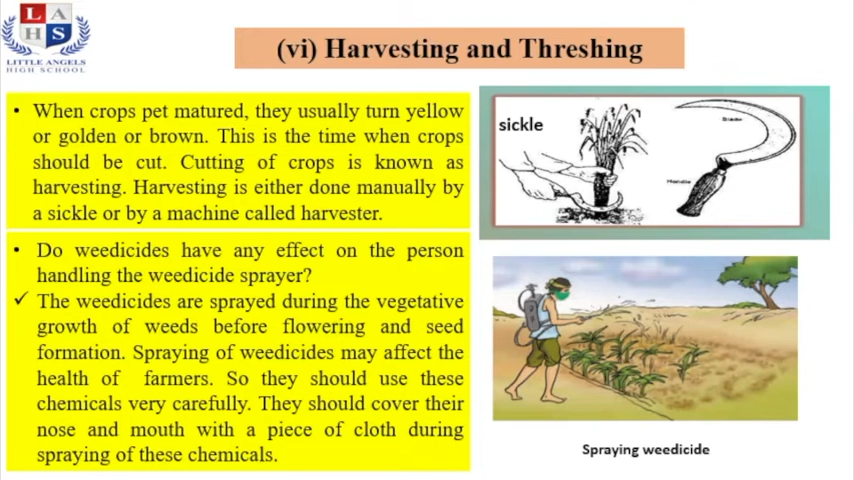 L A
H S
LITTLE ANGELS
HIGH SCHOOL
(vi) Harvesting and Threshing
• When crops pet matured, they usually turn yellow
or golden or brown. This is the time when crops
should be cut. Cutting of crops is known as
harvesting. Harvesting is either done manually by
a sickle or by a machine called harvester.
• Do weedicides have any effect on the person
handling the weedicide sprayer?
✓ The weedicides are sprayed during the vegetative
growth of weeds before flowering and seed
formation. Spraying of weedicides may affect the
health of farmers. So they should use these
chemicals very carefully. They should cover their
nose and mouth with a piece of cloth during
spraying of these chemicals.
sickle
Blade
Handle
Spraying weedicide